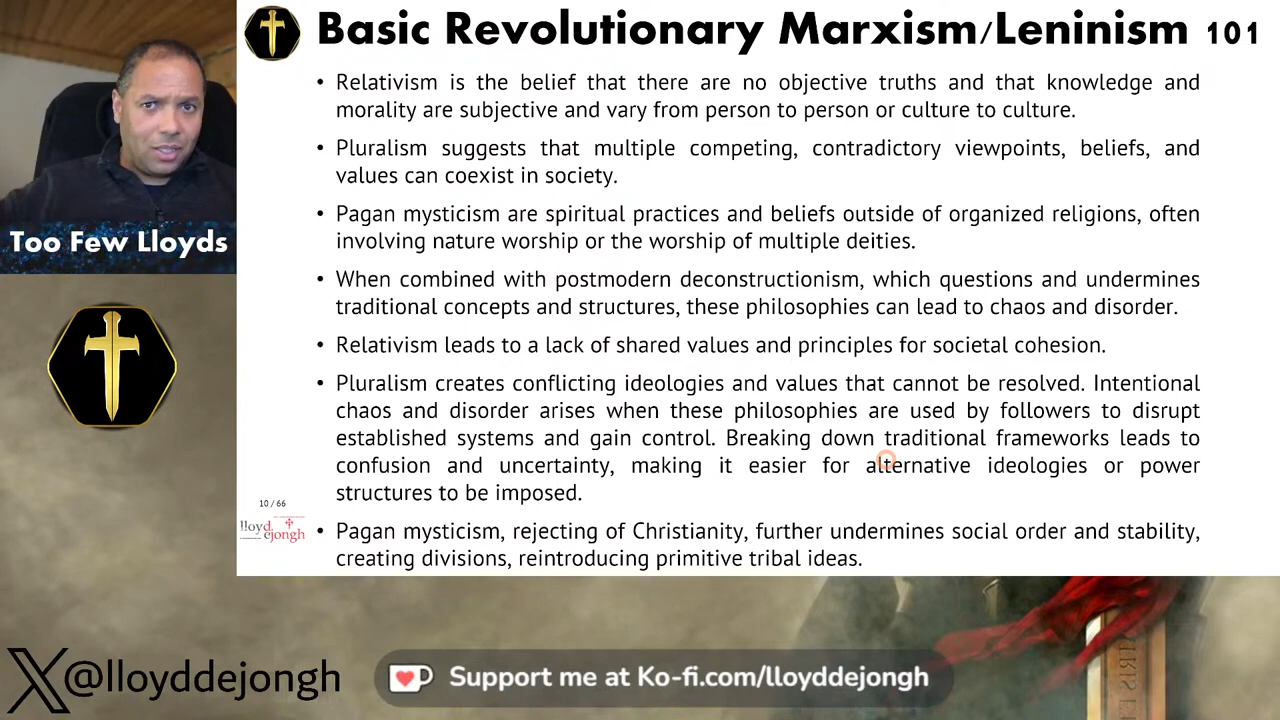 Basic Revolutionary Marxism/Leninism 101
• Relativism is the belief that there are no objective truths and that knowledge and
morality are subjective and vary from person to person or culture to culture.
• Pluralism suggests that multiple competing, contradictory viewpoints, beliefs, and
values can coexist in society.
• Pagan mysticism are spiritual practices and beliefs outside of organized religions, often
involving nature worship or the worship of multiple deities.
• When combined with postmodern deconstructionism, which questions and undermines
traditional concepts and structures, these philosophies can lead to chaos and disorder.
• Relativism leads to a lack of shared values and principles for societal cohesion.
• Pluralism creates conflicting ideologies and values that cannot be resolved. Intentional
chaos and disorder arises when these philosophies are used by followers to disrupt
established systems and gain control. Breaking down traditional frameworks leads to
confusion and uncertainty, making it easier for alternative ideologies or power
structures to be imposed.
• Pagan mysticism, rejecting of Christianity, further undermines social order and stability,
creating divisions, reintroducing primitive tribal ideas.
10 / 66
lloyd
dejongh
Too Few Lloyds
X@lloyddejongh
Support me at Ko-fi.com/lloyddejongh